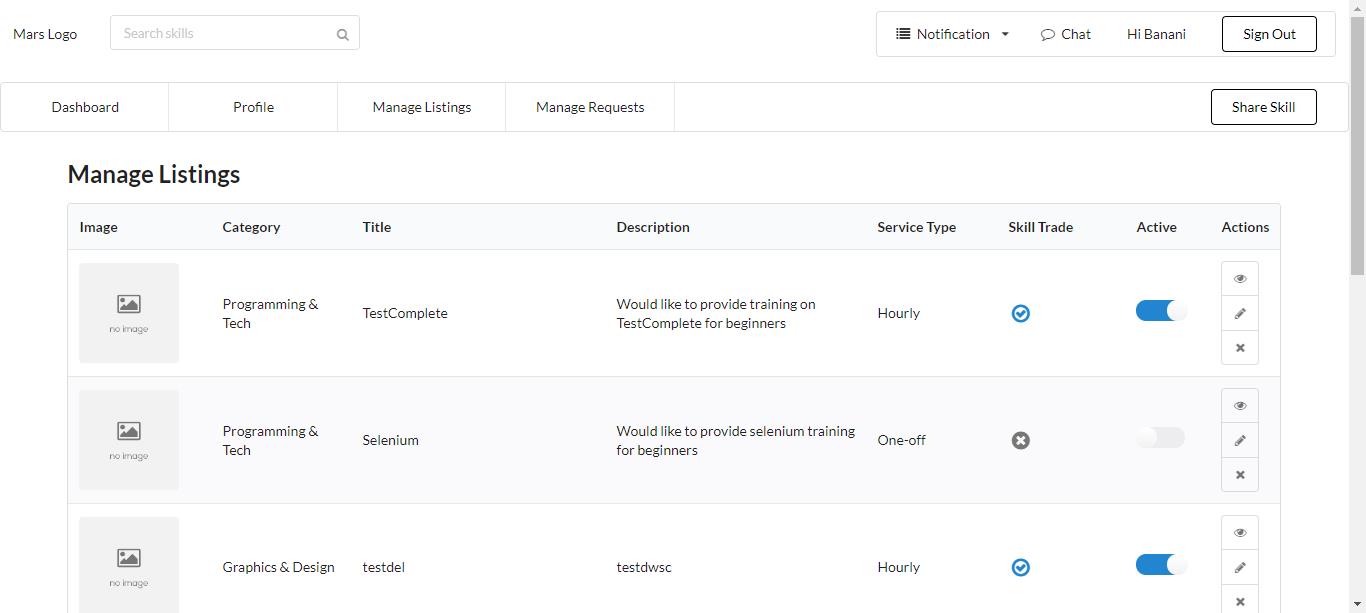 Mars Logo
Search skills
Notification
Chat
Hi Banani
Sign Out
Dashboard
Profile
Manage Listings
Manage Requests
Share Skill
Manage Listings
Image Category Title Description Service Type Skill Trade Active Actions
no image
Programming &
Tech
TestComplete
Would like to provide training on
TestComplete for beginners
Hourly
no image
Programming &
Tech
Selenium
Would like to provide selenium training
for beginners
One-off
no image
Graphics & Design
testdel
testdwsc
Hourly